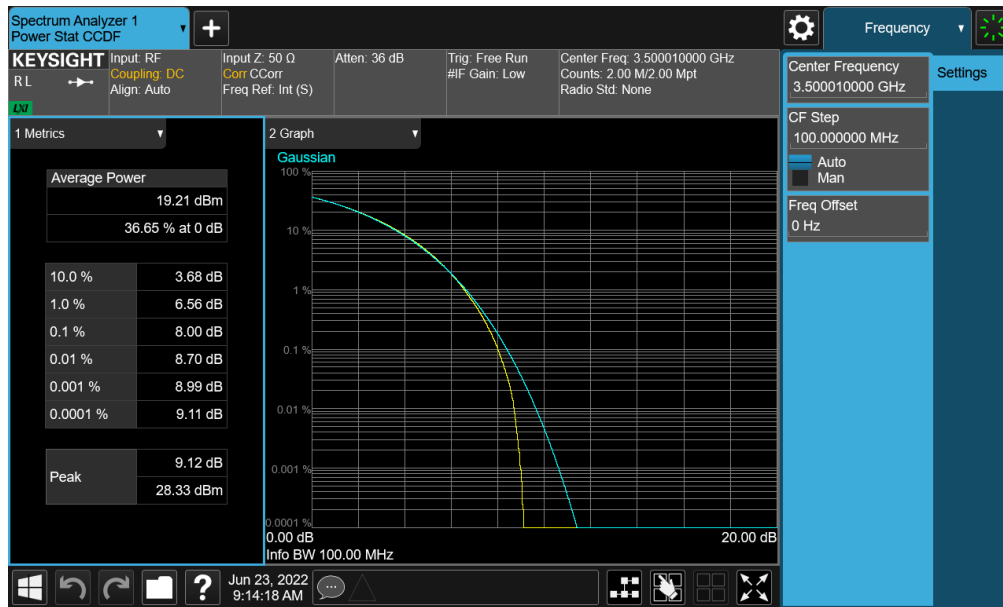 Spectrum Analyzer 1
Power Stat CCDF
+
Frequency
KEYSIGHT
R L
LXI
Input: RF
Coupling: DC
Align: Auto
Input Z: 50 Ω
Corr CCorr
Freq Ref: Int (S)
Atten: 36 dB
Trig: Free Run
#IF Gain: Low
Center Freq: 3.500010000 GHz
Counts: 2.00 M/2.00 Mpt
Radio Std: None
Center Frequency
3.500010000 GHz
Settings
CF Step
100.000000 MHz
Auto
Man
Freq Offset
0 Hz
1 Metrics
Average Power
19.21 dBm
36.65 % at 0 dB
10.0 % 3.68 dB
1.0 % 6.56 dB
0.1 % 8.00 dB
0.01 % 8.70 dB
0.001 % 8.99 dB
0.0001 % 9.11 dB
Peak
9.12 dB
28.33 dBm
2 Graph
Gaussian
100 %
10 %
1 %
0.1 %
0.01 %
0.001 %
0.0001 %
0.00 dB 20.00 dB
Info BW 100.00 MHz
?
Jun 23, 2022
9:14:18 AM